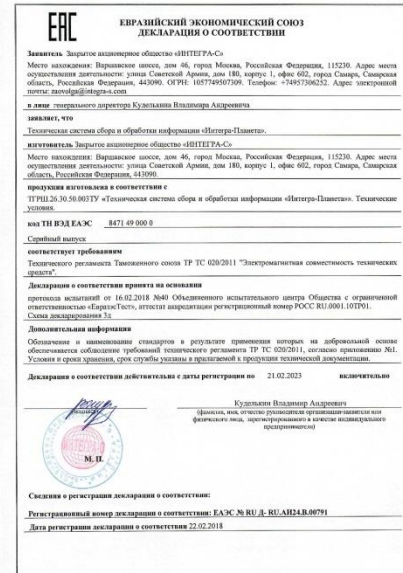 ЕАС
ЕВРАЗИЙСКИЙ ЭКОНОМИЧЕСКИЙ СОЮЗ
ДЕКЛАРАЦИЯ О СООТВЕТСТВИИ
Заявитель Закрытое акционерное общество «ИНТЕГРА-С»
Место нахождения: Варшавское шоссе, дом 46, город Москва, Российская Федерация, 115230. Адрес места
осуществления деятельности: улица Советской Армии, дом 180, корпус 1, офис 602, город Самара, Самарская
область, Российская Федерация, 443090. ОГРН: 1057749507309. Телефон: +74957306252. Адрес электронной
почты: zaovolga@integra-s.com
в лице генерального директора Куделькина Владимира Андреевича
заявляет, что
Техническая система сбора и обработки информации «Интегра-Планета».
изготовитель Закрытое акционерное общество «ИНТЕГРА-С»
Место нахождения: Варшавское шоссе, дом 46, город Москва, Российская Федерация, 115230. Адрес места
осуществления деятельности: улица Советской Армии, дом 180, корпус 1, офис 602, город Самара, Самарская
область, Российская Федерация, 443090.
продукция изготовлена в соответствии с
ТГРШ.26.30.50.003ТУ «Техническая система сбора и обработки информации «Интегра-Планета». Технические
условия.
код ТН ВЭД ЕАЭС 8471 49 000 0
Серийный выпуск
соответствует требованиям
Технического регламента Таможенного союза ТР ТС 020/2011 "Электромагнитная совместимость технических
средств".
Декларация о соответствии принята на основании
протокола испытаний от 16.02.2018 №40 Объединенного испытательного центра Общества с ограниченной
ответственностью «ЕвразэсТест», аттестат аккредитации регистрационный номер РОСС RU.0001.10ТР01.
Схема декларирования 3д
Дополнительная информация
Обозначение и наименование стандартов в результате применения которых на добровольной основе
обеспечивается соблюдение требований технического регламента ТР ТС 020/2011, согласно приложению №1.
Условия и сроки хранения, срок службы указаны в прилагаемой к продукции технической документации.
Декларация о соответствии действительна с даты регистрации по 21.02.2023 включительно
Куделькин Владимир Андреевич
(подпись)
(фамилия, имя, отчество руководителя организации-заявителя или
физического лица, зарегистрированного в качестве индивидуального
предпринимателя)
М. П.
Сведения о регистрации декларации о соответствии:
Регистрационный номер декларации о соответствии: ЕАЭС № RU Д- RU.АН24.В.00791
Дата регистрации декларации о соответствии 22.02.2018